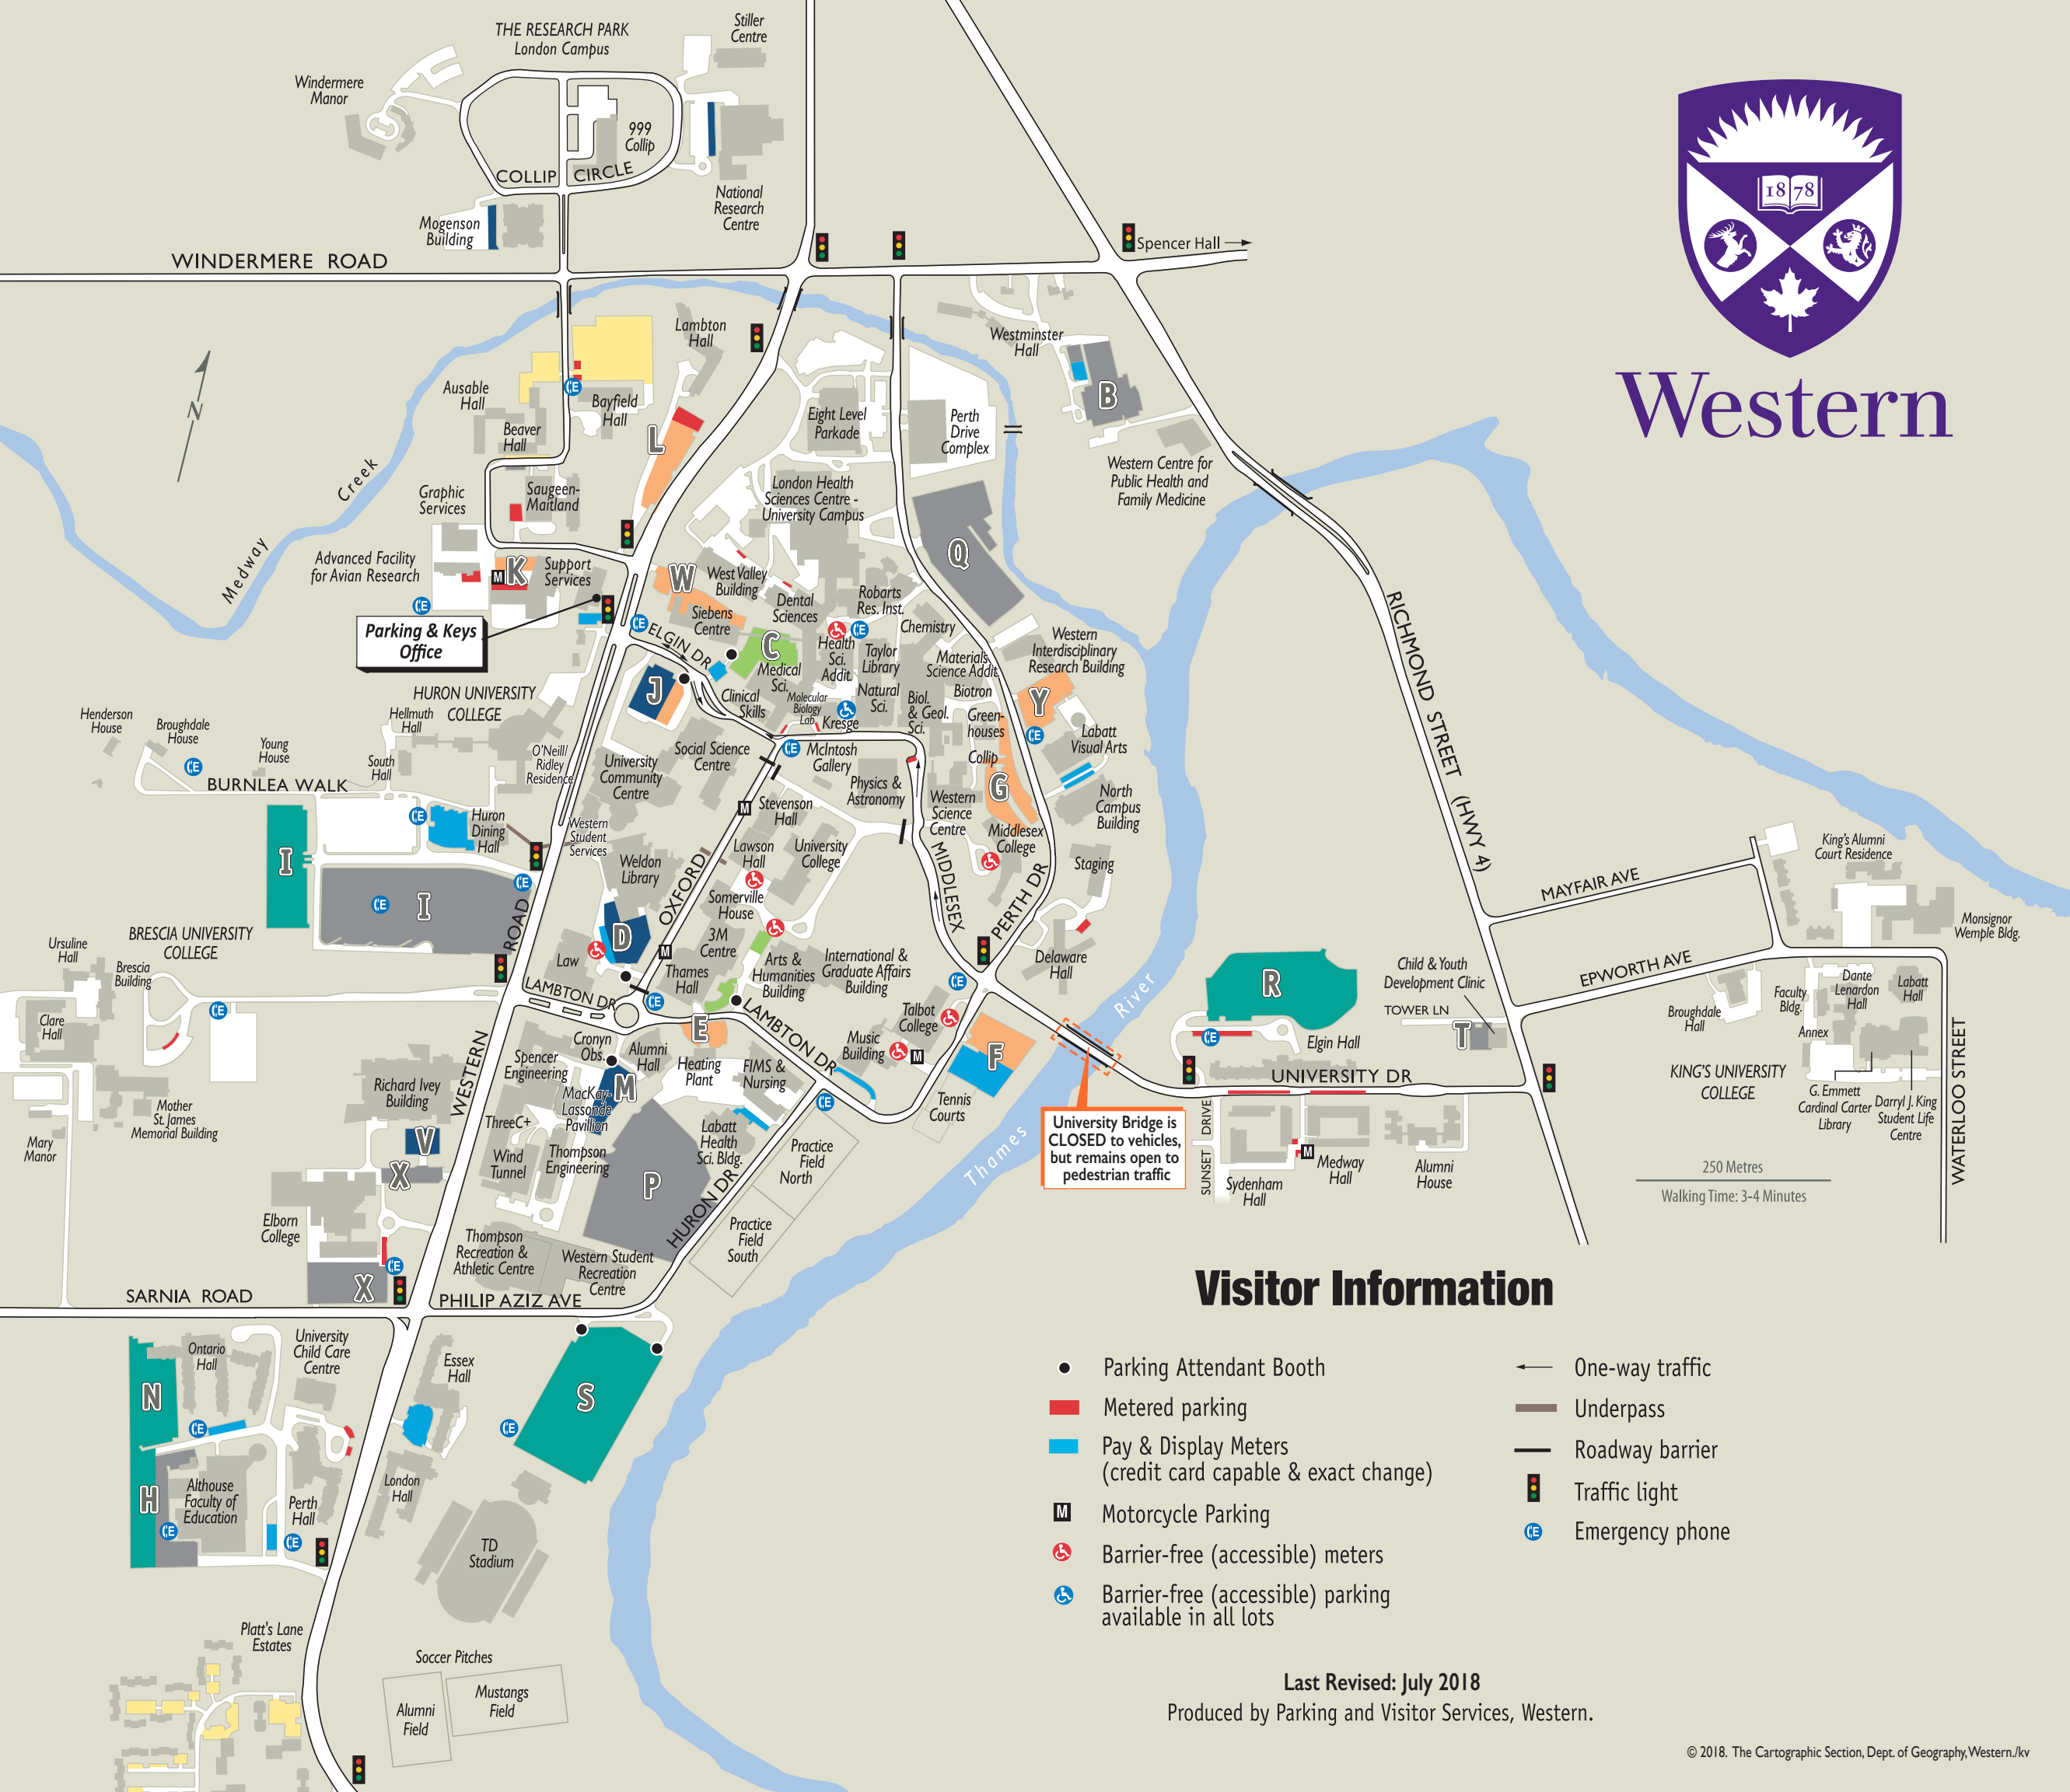 THE RESEARCH PARK
London Campus
Stiller
Centre
Windermere
Manor
999
Collip
COLLIP CIRCLE
National
Research
Centre
Mogenson
Building
WINDERMERE ROAD
Spencer Hall
1878
Western
Lambton
Hall
Westminster
Hall
N
Ausable
Hall
Bayfield
Hall
Beaver
Hall
L
Eight Level
Parkade
Perth
Drive
Complex
B
Western Centre for
Public Health and
Family Medicine
Medway
Creek
Graphic
Services
Saugeen-
Maitland
London Health
Sciences Centre -
University Campus
Q
Advanced Facility
for Avian Research
M
K
Support
Services
W
West Valley
Building
Siebens
Centre
Dental
Sciences
Robarts
Res. Inst.
Chemistry
Parking & Keys
Office
ELGIN DR
C
Health
Sci.
Addit.
Taylor
Library
Materials
Science Addit.
Western
Interdisciplinary
Research Building
RICHMOND STREET (HWY 4)
J
Medical
Sci.
Clinical
Skills
Molecular
Biology
Lab
Kresge
Natural
Sci.
Biol.
& Geol.
Sci.
Biotron
Green-
houses
Y
HURON UNIVERSITY
COLLEGE
Hellmuth
Hall
Henderson
House
Broughdale
House
Young
House
South
Hall
O'Neill/
Ridley
Residence
University
Community
Centre
Social Science
Centre
McIntosh
Gallery
Collip
Labatt
Visual Arts
BURNLEA WALK
Physics &
Astronomy
G
Huron
Dining
Hall
Western
Student
Services
M
Stevenson
Hall
Western
Science
Centre
North
Campus
Building
Middlesex
College
I
I
Weldon
Library
OXFORD
Lawson
Hall
University
College
MIDDLESEX
PERTH DR
Staging
MAYFAIR AVE
King's Alumni
Court Residence
Monsignor
Wemple Bldg.
Somerville
House
BRESCIA UNIVERSITY
COLLEGE
Ursuline
Hall
Brescia
Building
ROAD
D
Law
M
3M
Centre
Thames
Hall
Arts &
Humanities
Building
International &
Graduate Affairs
Building
Delaware
Hall
R
Child & Youth
Development Clinic
EPWORTH AVE
TOWER LN
T
Broughdale
Hall
Faculty
Bldg.
Annex
Dante
Lenardon
Hall
Labatt
Hall
Clare
Hall
LAMBTON DR
E
LAMBTON DR
Talbot
College
Music
Building
M
F
River
Elgin Hall
UNIVERSITY DR
KING'S UNIVERSITY
COLLEGE
G. Emmett
Cardinal Carter
Library
Darryl J. King
Student Life
Centre
WATERLOO STREET
WESTERN
Cronyn
Obs.
Alumni
Hall
Spencer
Engineering
Heating
Plant
FIMS &
Nursing
M
MacKay-
Lassonde
Pavilion
Richard Ivey
Building
Mother
St. James
Memorial Building
Mary
Manor
V
X
ThreeC+
Wind
Tunnel
Thompson
Engineering
Labatt
Health
Sci. Bldg.
Tennis
Courts
University Bridge is
CLOSED to vehicles,
but remains open to
pedestrian traffic
SUNSET DRIVE
Sydenham
Hall
M
Medway
Hall
Alumni
House
250 Metres
Walking Time: 3-4 Minutes
Practice
Field
North
Thames
P
HURON DR
Practice
Field
South
Elborn
College
Thompson
Recreation &
Athletic Centre
Western Student
Recreation
Centre
X
SARNIA ROAD
PHILIP AZIZ AVE
Ontario
Hall
University
Child Care
Centre
Essex
Hall
N
S
H
Althouse
Faculty of
Education
Perth
Hall
London
Hall
TD
Stadium
Platt's Lane
Estates
Soccer Pitches
Alumni
Field
Mustangs
Field
Visitor Information
Parking Attendant Booth
Metered parking
Pay & Display Meters
(credit card capable & exact change)
M
Motorcycle Parking
Barrier-free (accessible) meters
Barrier-free (accessible) parking
available in all lots
One-way traffic
Underpass
Roadway barrier
Traffic light
Emergency phone
Last Revised: July 2018
Produced by Parking and Visitor Services, Western.
© 2018. The Cartographic Section, Dept. of Geography, Western./kv